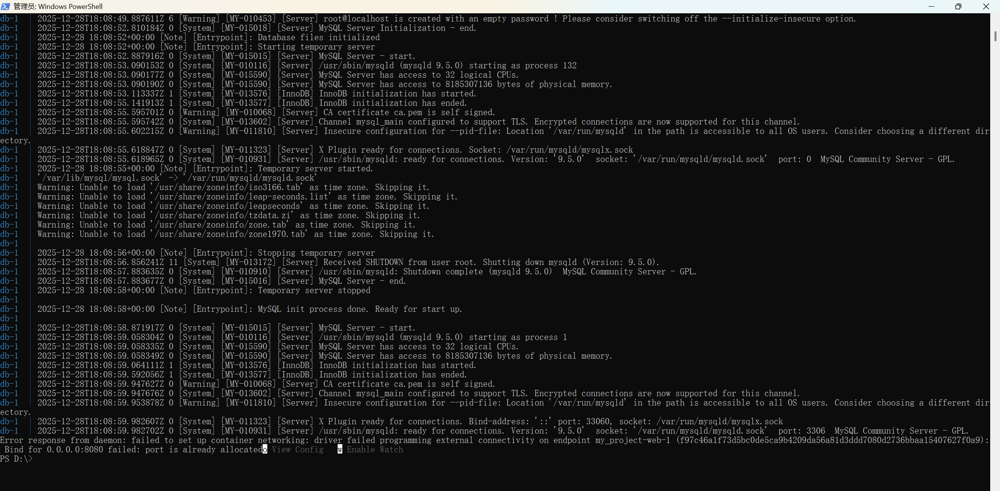 管理员: Windows PowerShell
db-1 | 2025-12-28T18:08:49.887611Z 6 [Warning] [MY-010453] [Server] root@localhost is created with an empty password ! Please consider switching off the --initialize-insecure option.
db-1 | 2025-12-28T18:08:52.810184Z 0 [System] [MY-015018] [Server] MySQL Server Initialization - end.
db-1 | 2025-12-28 18:08:52+00:00 [Note] [Entrypoint]: Database files initialized
db-1 | 2025-12-28 18:08:52+00:00 [Note] [Entrypoint]: Starting temporary server
db-1 | 2025-12-28T18:08:52.887916Z 0 [System] [MY-015015] [Server] MySQL Server - start.
db-1 | 2025-12-28T18:08:53.090153Z 0 [System] [MY-010116] [Server] /usr/sbin/mysqld (mysqld 9.5.0) starting as process 132
db-1 | 2025-12-28T18:08:53.090177Z 0 [System] [MY-015590] [Server] MySQL Server has access to 32 logical CPUs.
db-1 | 2025-12-28T18:08:53.090190Z 0 [System] [MY-015590] [Server] MySQL Server has access to 8185307136 bytes of physical memory.
db-1 | 2025-12-28T18:08:53.113337Z 1 [System] [MY-013576] [InnoDB] InnoDB initialization has started.
db-1 | 2025-12-28T18:08:55.141913Z 1 [System] [MY-013577] [InnoDB] InnoDB initialization has ended.
db-1 | 2025-12-28T18:08:55.595701Z 0 [Warning] [MY-010068] [Server] CA certificate ca.pem is self signed.
db-1 | 2025-12-28T18:08:55.595742Z 0 [System] [MY-013602] [Server] Channel mysql_main configured to support TLS. Encrypted connections are now supported for this channel.
db-1 | 2025-12-28T18:08:55.602215Z 0 [Warning] [MY-011810] [Server] Insecure configuration for --pid-file: Location '/var/run/mysqld' in the path is accessible to all OS users. Consider choosing a different dir
ectory.
db-1 | 2025-12-28T18:08:55.618847Z 0 [System] [MY-011323] [Server] X Plugin ready for connections. Socket: /var/run/mysqld/mysqlx.sock
db-1 | 2025-12-28T18:08:55.618965Z 0 [System] [MY-010931] [Server] /usr/sbin/mysqld: ready for connections. Version: '9.5.0'  socket: '/var/run/mysqld/mysqld.sock'  port: 0  MySQL Community Server - GPL.
db-1 | 2025-12-28 18:08:55+00:00 [Note] [Entrypoint]: Temporary server started.
db-1 | '/var/lib/mysql/mysql.sock' -> '/var/run/mysqld/mysqld.sock'
db-1 | Warning: Unable to load '/usr/share/zoneinfo/iso3166.tab' as time zone. Skipping it.
db-1 | Warning: Unable to load '/usr/share/zoneinfo/leap-seconds.list' as time zone. Skipping it.
db-1 | Warning: Unable to load '/usr/share/zoneinfo/leapseconds' as time zone. Skipping it.
db-1 | Warning: Unable to load '/usr/share/zoneinfo/tzdata.zi' as time zone. Skipping it.
db-1 | Warning: Unable to load '/usr/share/zoneinfo/zone.tab' as time zone. Skipping it.
db-1 | Warning: Unable to load '/usr/share/zoneinfo/zone1970.tab' as time zone. Skipping it.
db-1 |
db-1 | 2025-12-28 18:08:56+00:00 [Note] [Entrypoint]: Stopping temporary server
db-1 | 2025-12-28T18:08:56.856241Z 11 [System] [MY-013172] [Server] Received SHUTDOWN from user root. Shutting down mysqld (Version: 9.5.0).
db-1 | 2025-12-28T18:08:57.883635Z 0 [System] [MY-010910] [Server] /usr/sbin/mysqld: Shutdown complete (mysqld 9.5.0)  MySQL Community Server - GPL.
db-1 | 2025-12-28T18:08:57.883677Z 0 [System] [MY-015016] [Server] MySQL Server - end.
db-1 | 2025-12-28 18:08:58+00:00 [Note] [Entrypoint]: Temporary server stopped
db-1 |
db-1 | 2025-12-28 18:08:58+00:00 [Note] [Entrypoint]: MySQL init process done. Ready for start up.
db-1 |
db-1 | 2025-12-28T18:08:58.871917Z 0 [System] [MY-015015] [Server] MySQL Server - start.
db-1 | 2025-12-28T18:08:59.058304Z 0 [System] [MY-010116] [Server] /usr/sbin/mysqld (mysqld 9.5.0) starting as process 1
db-1 | 2025-12-28T18:08:59.058335Z 0 [System] [MY-015590] [Server] MySQL Server has access to 32 logical CPUs.
db-1 | 2025-12-28T18:08:59.058349Z 0 [System] [MY-015590] [Server] MySQL Server has access to 8185307136 bytes of physical memory.
db-1 | 2025-12-28T18:08:59.064111Z 1 [System] [MY-013576] [InnoDB] InnoDB initialization has started.
db-1 | 2025-12-28T18:08:59.592056Z 1 [System] [MY-013577] [InnoDB] InnoDB initialization has ended.
db-1 | 2025-12-28T18:08:59.947627Z 0 [Warning] [MY-010068] [Server] CA certificate ca.pem is self signed.
db-1 | 2025-12-28T18:08:59.947676Z 0 [System] [MY-013602] [Server] Channel mysql_main configured to support TLS. Encrypted connections are now supported for this channel.
db-1 | 2025-12-28T18:08:59.953878Z 0 [Warning] [MY-011810] [Server] Insecure configuration for --pid-file: Location '/var/run/mysqld' in the path is accessible to all OS users. Consider choosing a different dir
ectory.
db-1 | 2025-12-28T18:08:59.982607Z 0 [System] [MY-011323] [Server] X Plugin ready for connections. Bind-address: '::' port: 33060, socket: /var/run/mysqld/mysqlx.sock
db-1 | 2025-12-28T18:08:59.982702Z 0 [System] [MY-010931] [Server] /usr/sbin/mysqld: ready for connections. Version: '9.5.0'  socket: '/var/run/mysqld/mysqld.sock'  port: 3306  MySQL Community Server - GPL.
Error response from daemon: failed to set up container networking: driver failed programming external connectivity on endpoint my_project-web-1 (f97c46a1f73d5bc0de5ca9b4209da56a81d3ddd7080d2736bbaa15407627f0a9):
Bind for 0.0.0.0:8080 failed: port is already allocatedo View Config   w Enable Watch
PS D:\>